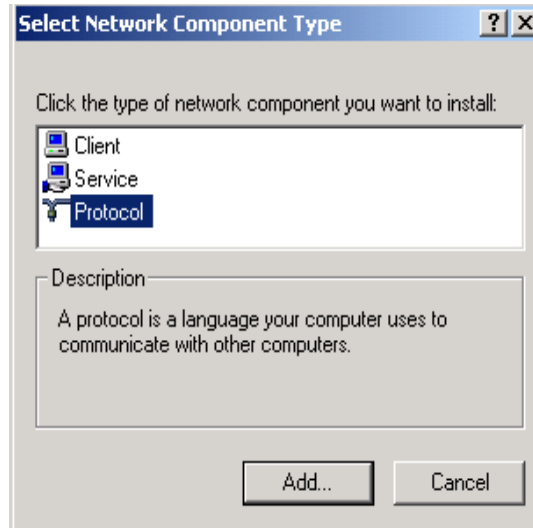 Select Network Component Type
Click the type of network component you want to install:
Client
Service
Protocol
Description
A protocol is a language your computer uses to
communicate with other computers.
Add... Cancel